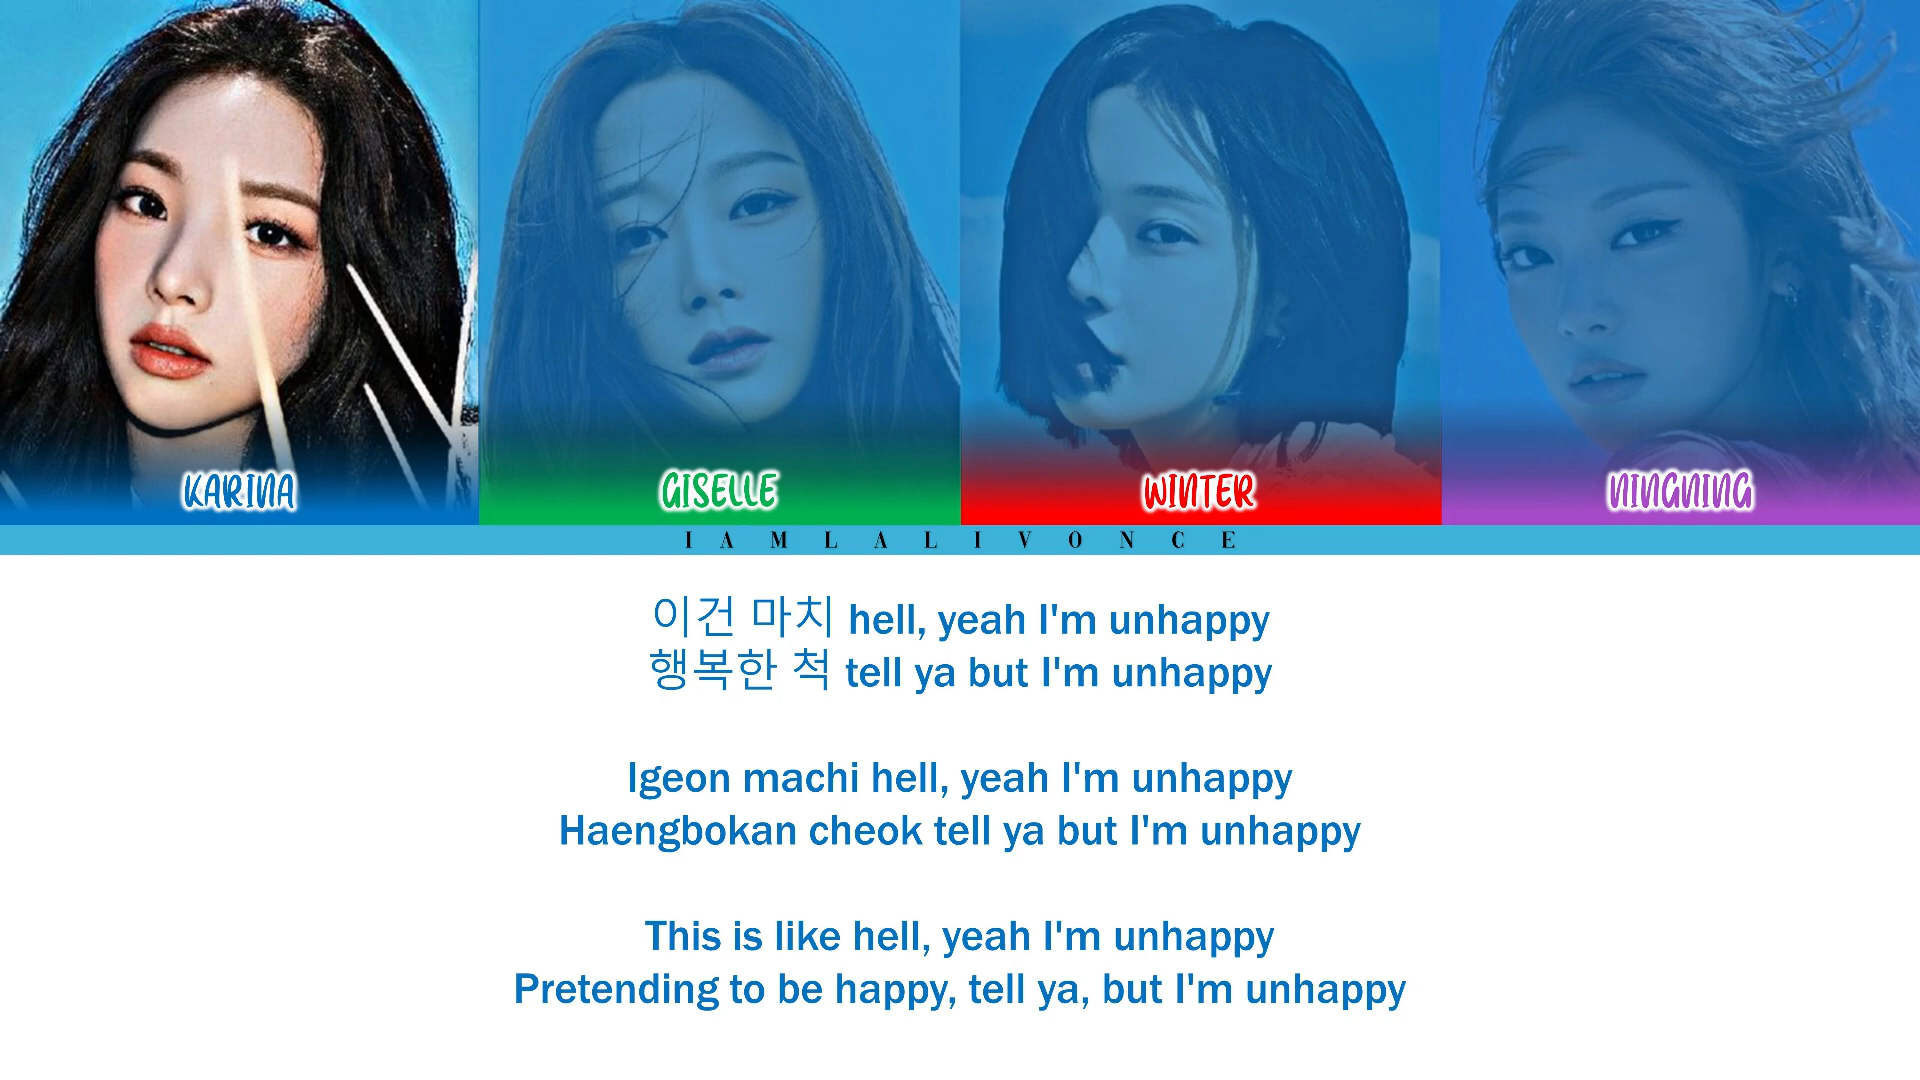 KARINA
GISELLE
WINTER
NINGNING
IAMLALIVONCE
이건 마치 hell, yeah I'm unhappy
행복한 척 tell ya but I'm unhappy
Igeon machi hell, yeah I'm unhappy
Haengbokan cheok tell ya but I'm unhappy
This is like hell, yeah I'm unhappy
Pretending to be happy, tell ya, but I'm unhappy